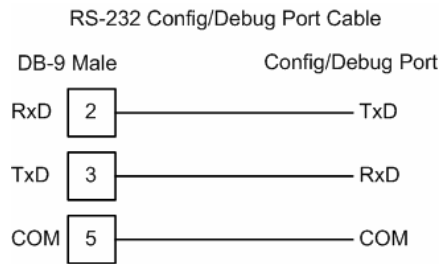 RS-232 Config/Debug Port Cable
DB-9 Male Config/Debug Port
RxD 2 TxD
TxD 3 RxD
COM 5 COM